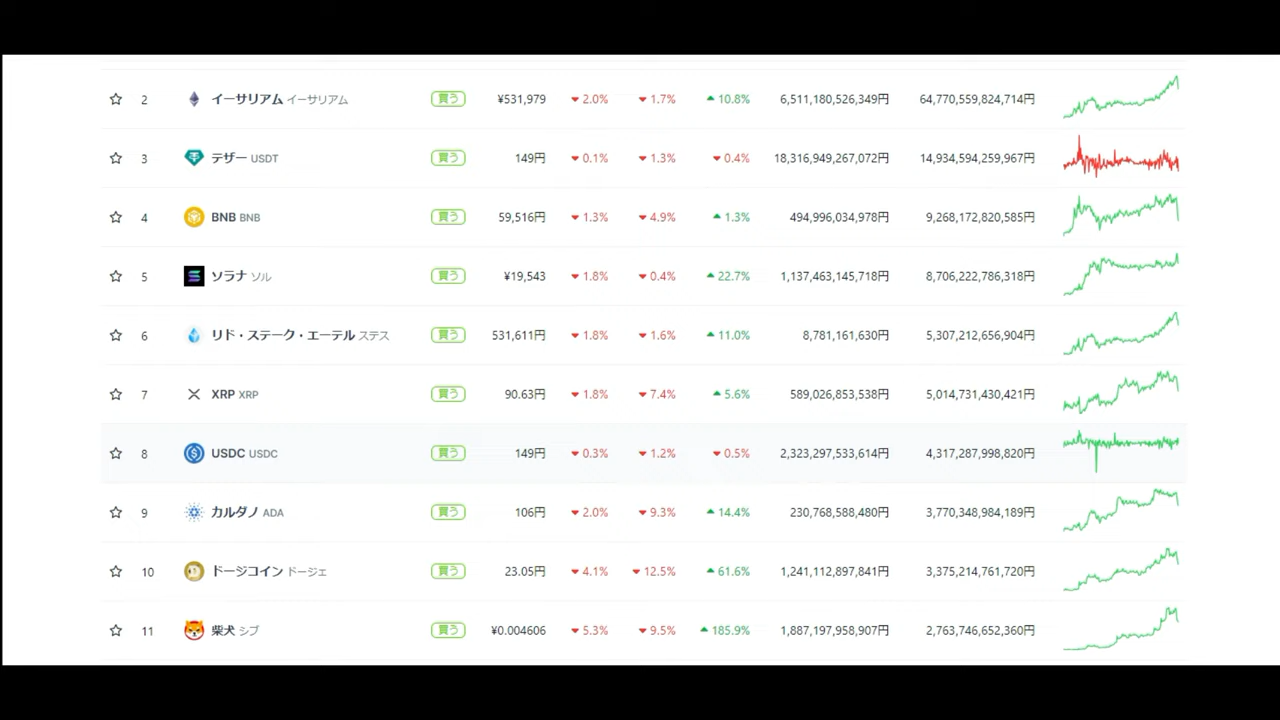 2 イーサリアム イーサリアム 買う ¥531,979 2.0% 1.7% 10.8% 6,511,180,526,349円 64,770,559,824,714円
3 テザー USDT 買う 149円 0.1% 1.3% 0.4% 18,316,949,267,072円 14,934,594,259,967円
4 BNB BNB 買う 59,516円 1.3% 4.9% 1.3% 494,996,034,978円 9,268,172,820,585円
5 ソラナ ソル 買う ¥19,543 1.8% 0.4% 22.7% 1,137,463,145,718円 8,706,222,786,318円
6 リド・ステーク・エーテル ステス 買う 531,611円 1.8% 1.6% 11.0% 8,781,161,630円 5,307,212,656,904円
7 XRP XRP 買う 90.63円 1.8% 7.4% 5.6% 589,026,853,538円 5,014,731,430,421円
8 USDC USDC 買う 149円 0.3% 1.2% 0.5% 2,323,297,533,614円 4,317,287,998,820円
9 カルダノ ADA 買う 106円 2.0% 9.3% 14.4% 230,768,588,480円 3,770,348,984,189円
10 ドージコイン ドージェ 買う 23.05円 4.1% 12.5% 61.6% 1,241,112,897,841円 3,375,214,761,720円
11 柴犬 シブ 買う ¥0.004606 5.3% 9.5% 185.9% 1,887,197,958,907円 2,763,746,652,360円